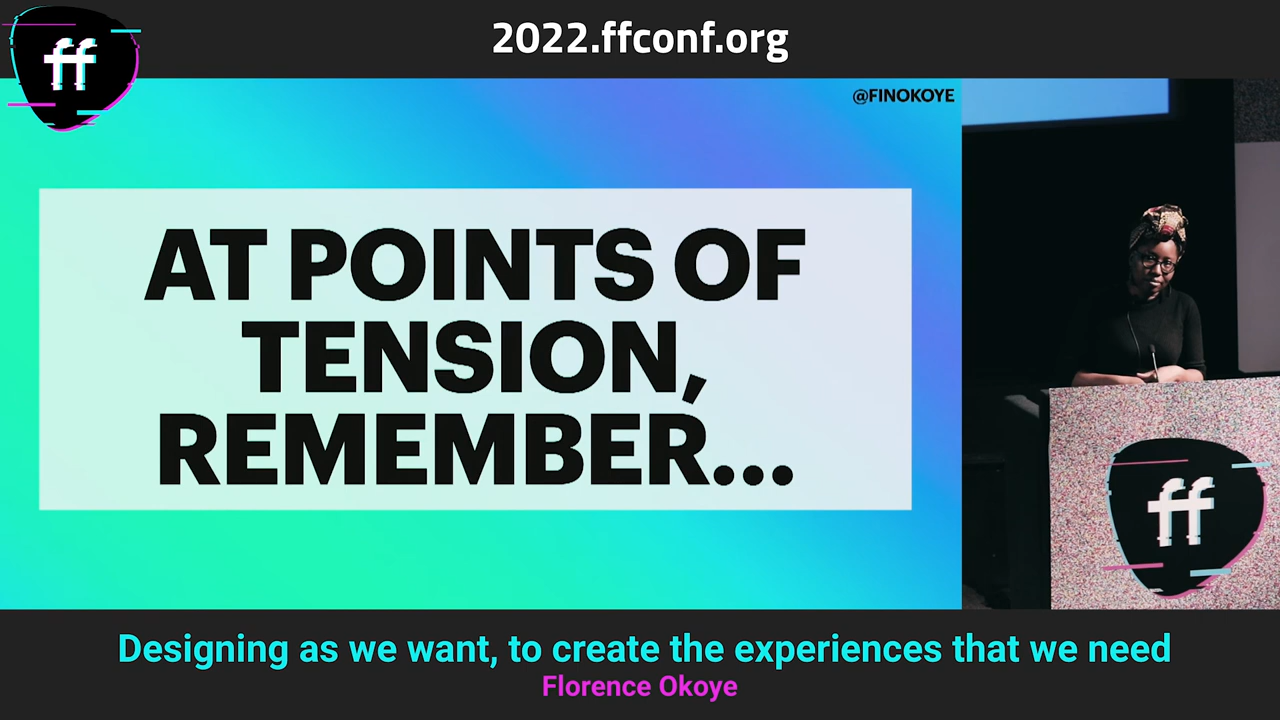 2022.ffconf.org
ff
@FINOKOYE
AT POINTS OF
TENSION,
REMEMBER...
ff
Designing as we want, to create the experiences that we need
Florence Okoye